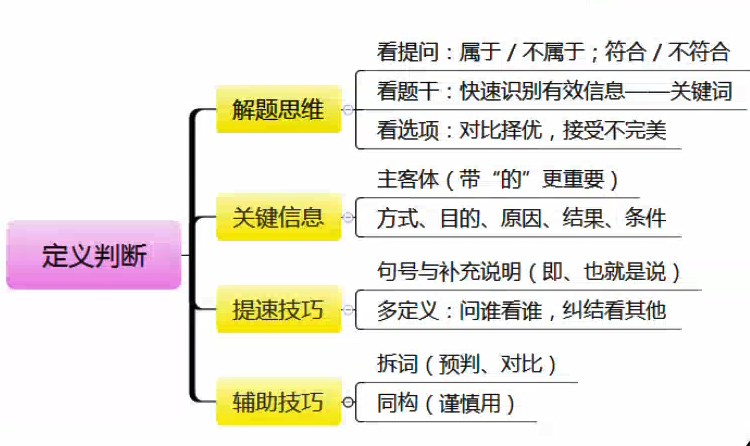 定义判断
解题思维
看提问：属于 / 不属于；符合 / 不符合
看题干：快速识别有效信息——关键词
看选项：对比择优，接受不完美
关键信息
主客体（带“的”更重要）
方式、目的、原因、结果、条件
提速技巧
句号与补充说明（即、也就是说）
多定义：问谁看谁，纠结看其他
辅助技巧
拆词（预判、对比）
同构（谨慎用）